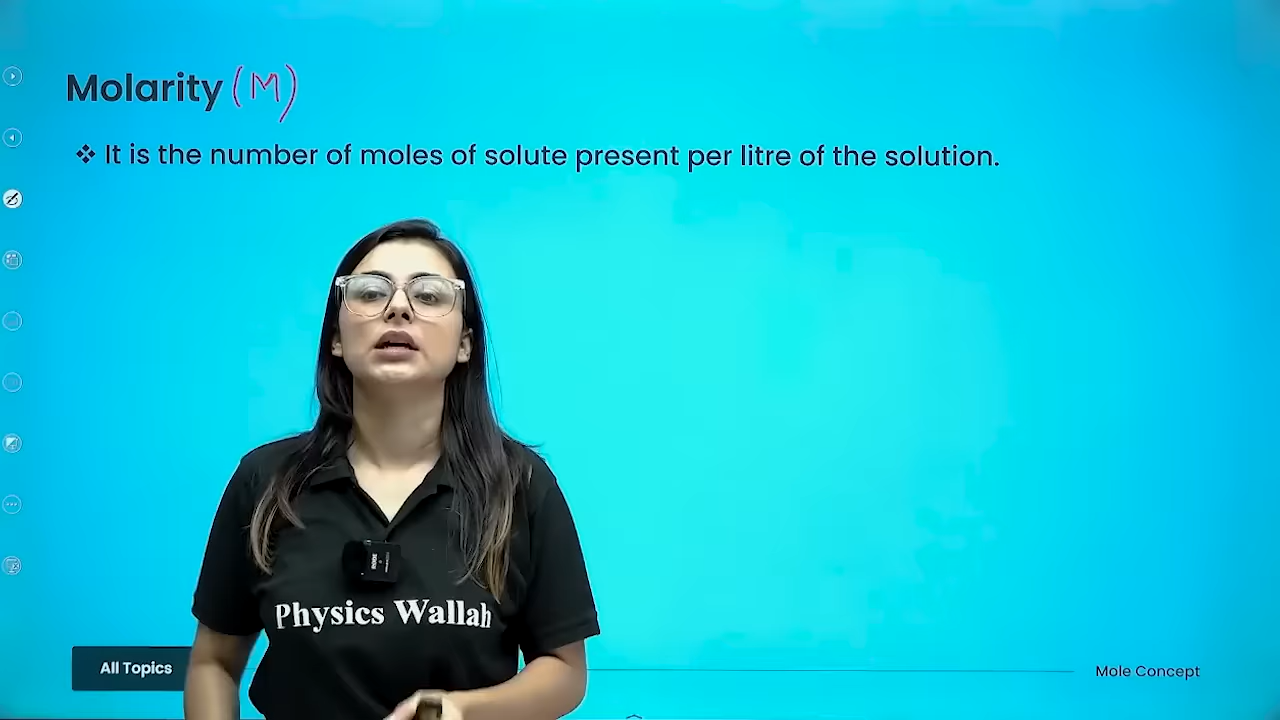 Molarity (M)
❖ It is the number of moles of solute present per litre of the solution.
Physics Wallah
All Topics
Mole Concept